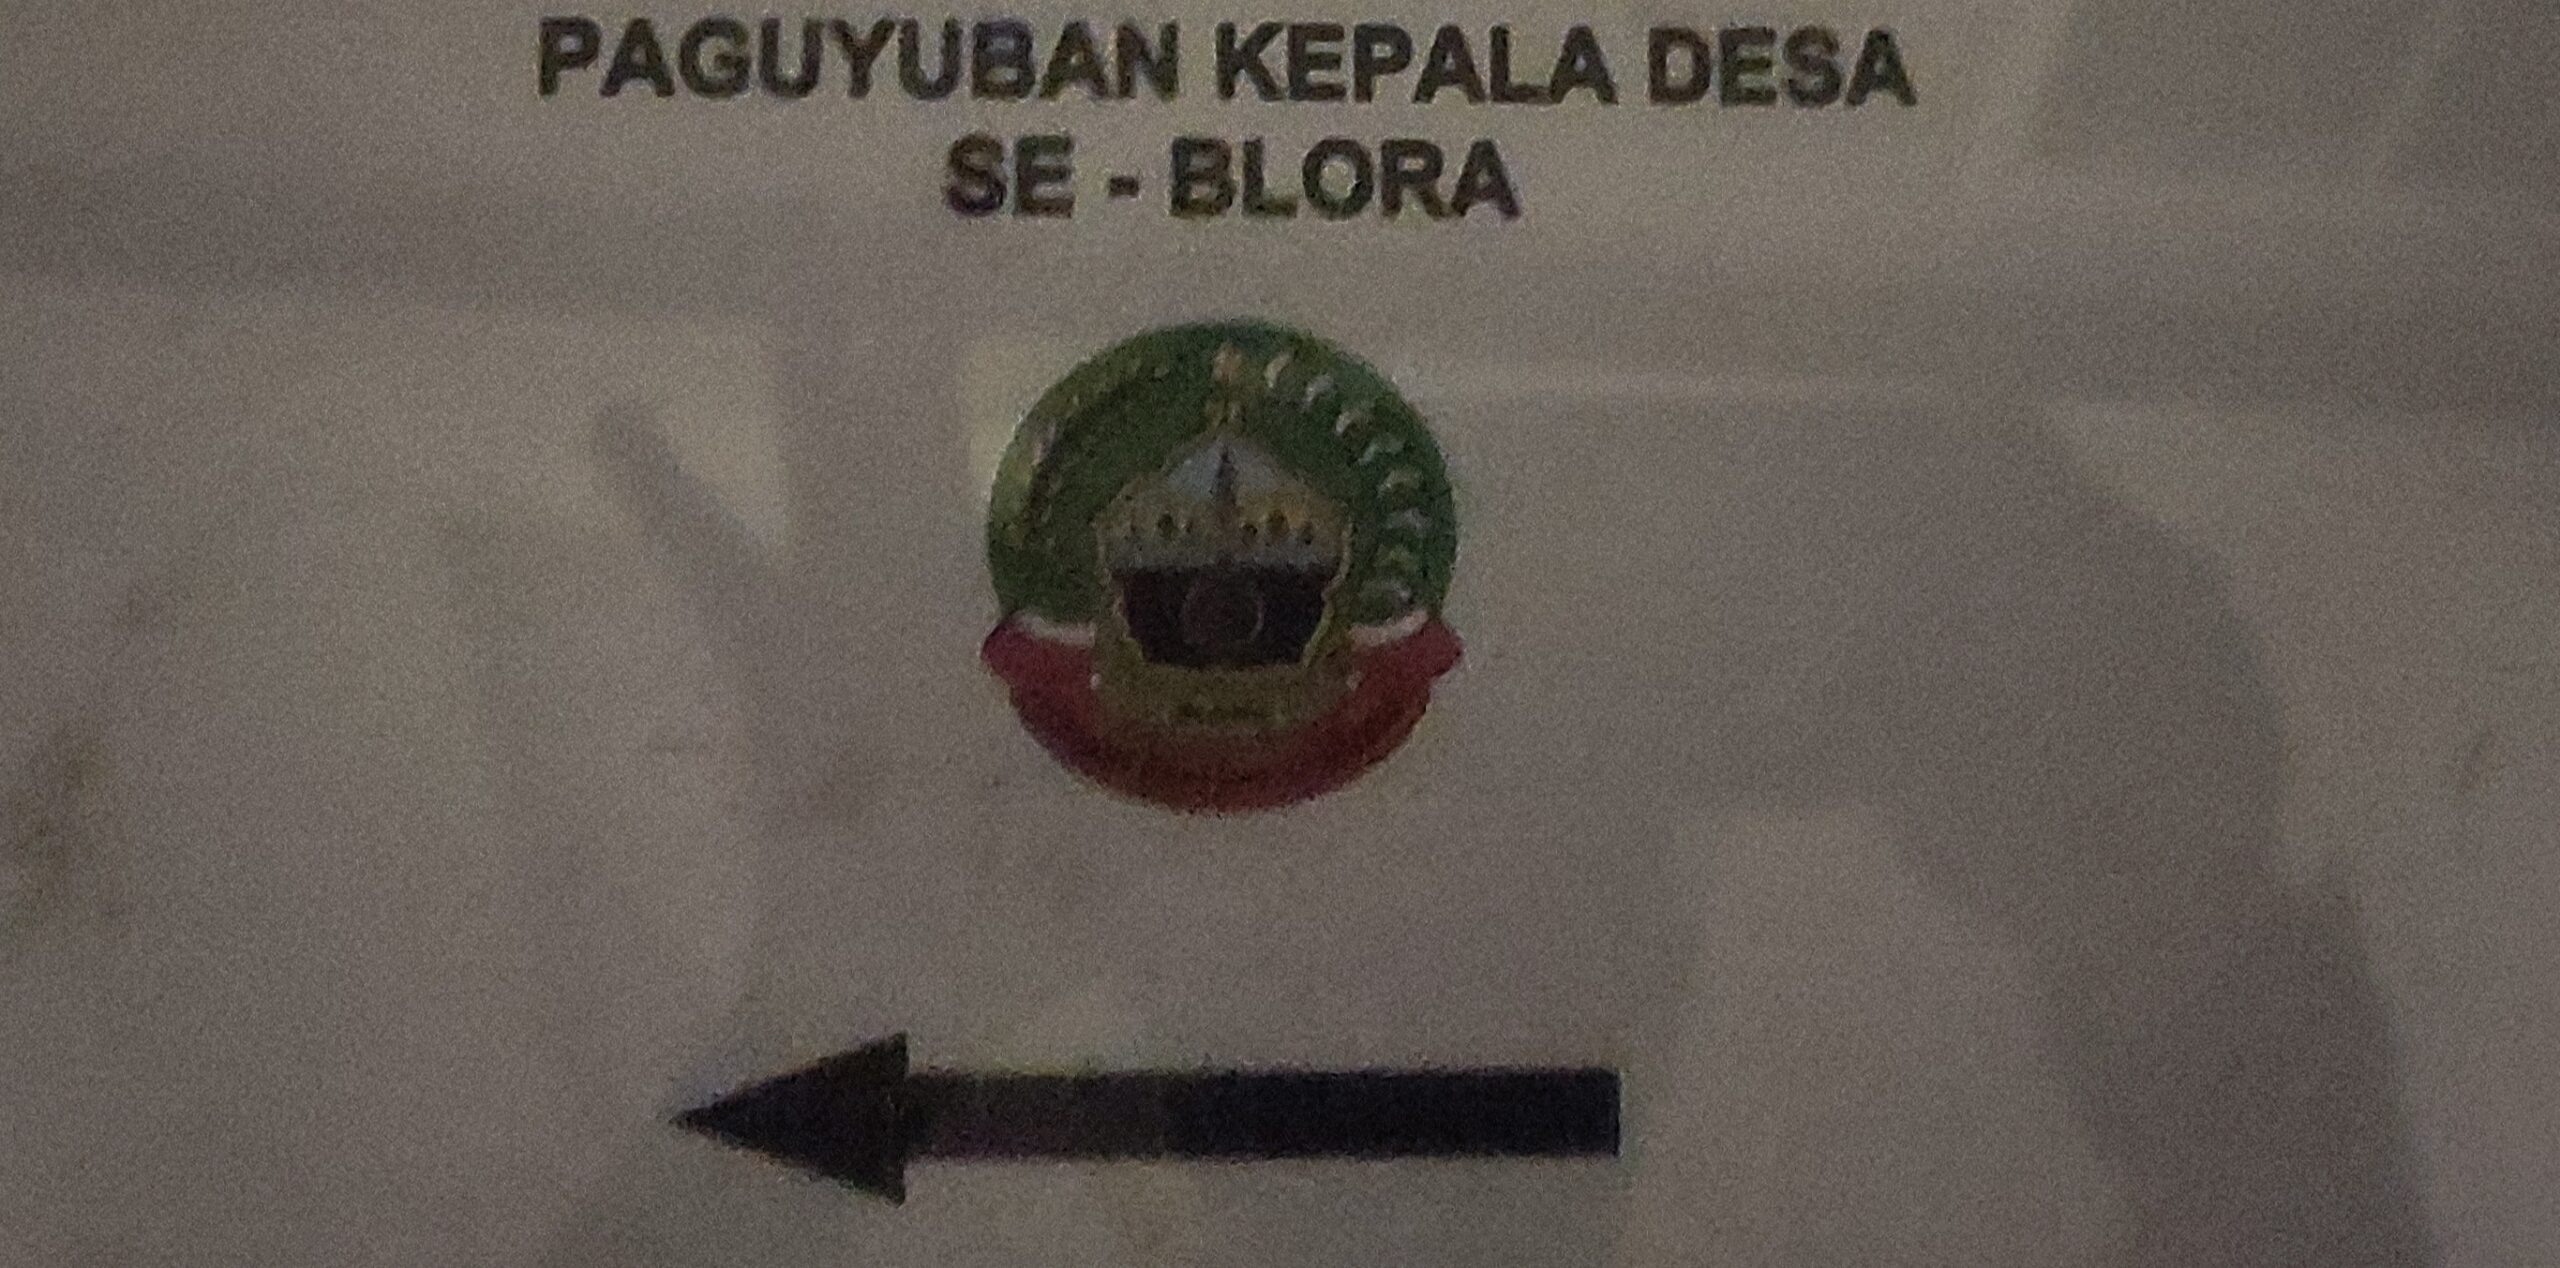 PAGUYUBAN KEPALA DESA
SE - BLORA